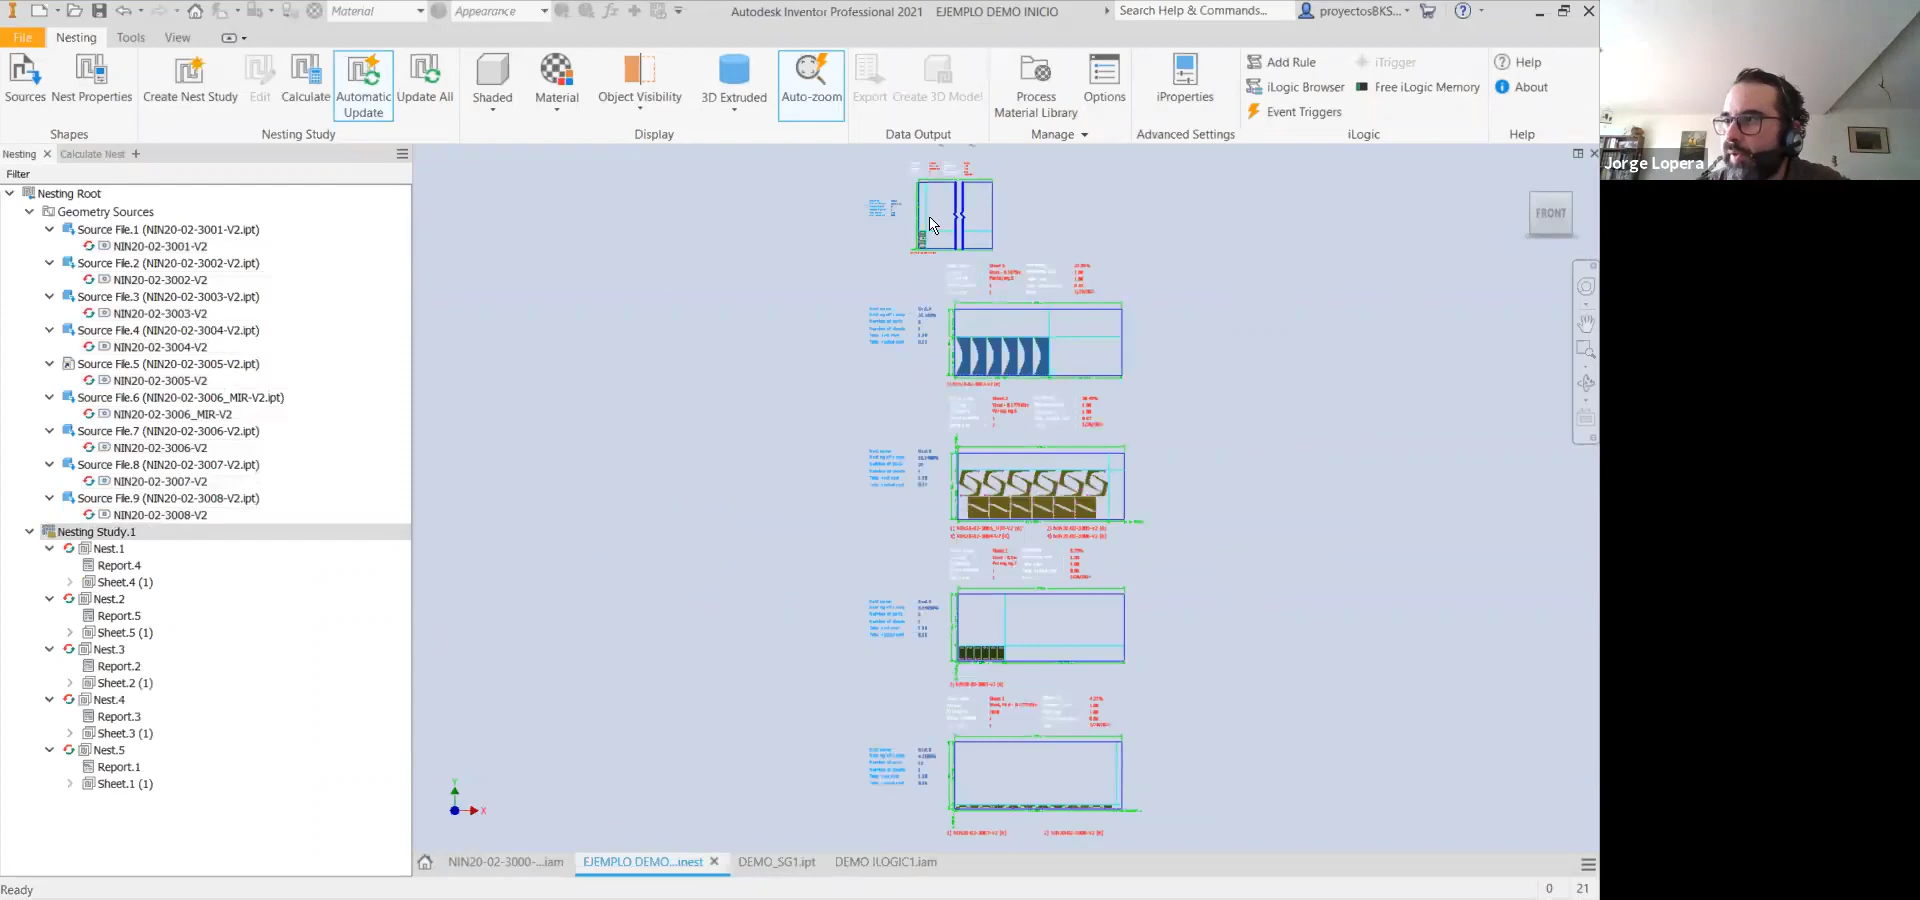 Material
Appearance
Autodesk Inventor Professional 2021 EJEMPLO DEMO INICIO
Search Help & Commands...
proyectosBKS...
File
Nesting
Tools
View
Sources
Nest Properties
Create Nest Study
Edit
Calculate
Automatic Update
Update All
Shaded
Material
Object Visibility
3D Extruded
Auto-zoom
Export
Create 3D Model
Process Material Library
Options
iProperties
Add Rule
iTrigger
iLogic Browser
Free iLogic Memory
Event Triggers
Help
About
Shapes
Nesting Study
Display
Data Output
Manage
Advanced Settings
iLogic
Help
Nesting
Calculate Nest
Filter
Nesting Root
Geometry Sources
Source File.1 (NIN20-02-3001-V2.ipt)
NIN20-02-3001-V2
Source File.2 (NIN20-02-3002-V2.ipt)
NIN20-02-3002-V2
Source File.3 (NIN20-02-3003-V2.ipt)
NIN20-02-3003-V2
Source File.4 (NIN20-02-3004-V2.ipt)
NIN20-02-3004-V2
Source File.5 (NIN20-02-3005-V2.ipt)
NIN20-02-3005-V2
Source File.6 (NIN20-02-3006_MIR-V2.ipt)
NIN20-02-3006_MIR-V2
Source File.7 (NIN20-02-3006-V2.ipt)
NIN20-02-3006-V2
Source File.8 (NIN20-02-3007-V2.ipt)
NIN20-02-3007-V2
Source File.9 (NIN20-02-3008-V2.ipt)
NIN20-02-3008-V2
Nesting Study.1
Nest.1
Report.4
Sheet.4 (1)
Nest.2
Report.5
Sheet.5 (1)
Nest.3
Report.2
Sheet.2 (1)
Nest.4
Report.3
Sheet.3 (1)
Nest.5
Report.1
Sheet.1 (1)
FRONT
Y
X
NIN20-02-3000-...iam
EJEMPLO DEMO...inest
DEMO_SG1.ipt
DEMO ILOGIC1.iam
Ready
0 21
Jorge Lopera